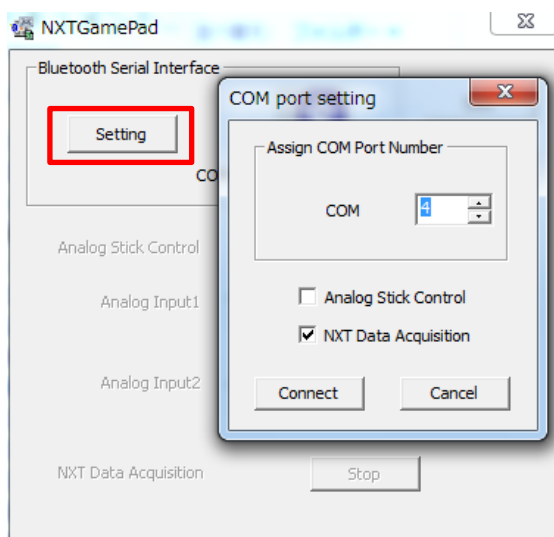 NXTGamePad
Bluetooth Serial Interface
Setting
CO
COM port setting
Assign COM Port Number
COM
4
Analog Stick Control
NXT Data Acquisition
Connect
Cancel
Analog Stick Control
Analog Input1
Analog Input2
NXT Data Acquisition
Stop